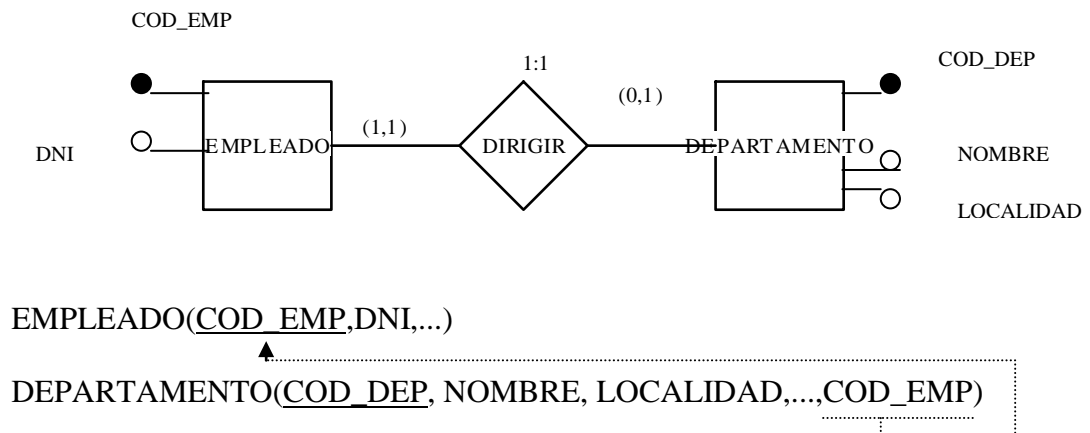 COD_EMP
1:1
COD_DEP
(0,1)
(1,1)
DNI
EMPLEADO
DIRIGIR
DEPARTAMENTO
NOMBRE
LOCALIDAD
EMPLEADO(COD_EMP,DNI,...)
DEPARTAMENTO(COD_DEP, NOMBRE, LOCALIDAD,...,COD_EMP)